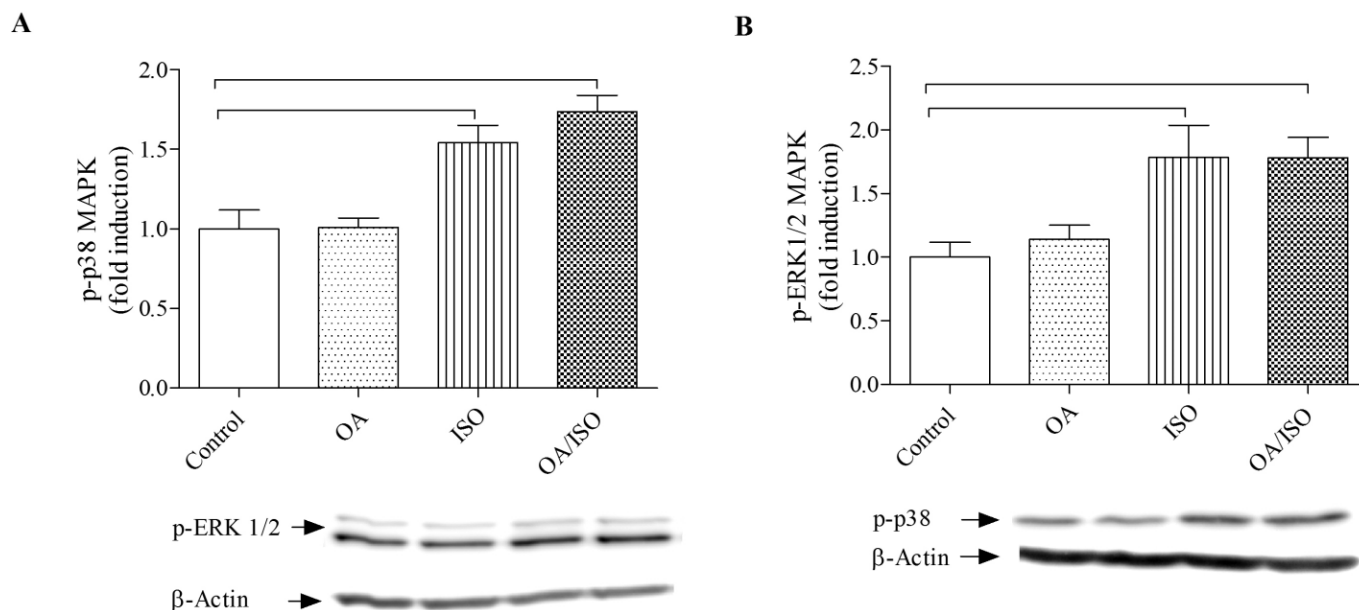 A
p-p38 MAPK
(fold induction)
2.0
1.5
1.0
0.5
0.0
Control
OA
ISO
OA/ISO
p-ERK 1/2
β-Actin
B
p-ERK1/2 MAPK
(fold induction)
2.5
2.0
1.5
1.0
0.5
0.0
Control
OA
ISO
OA/ISO
p-p38
β-Actin